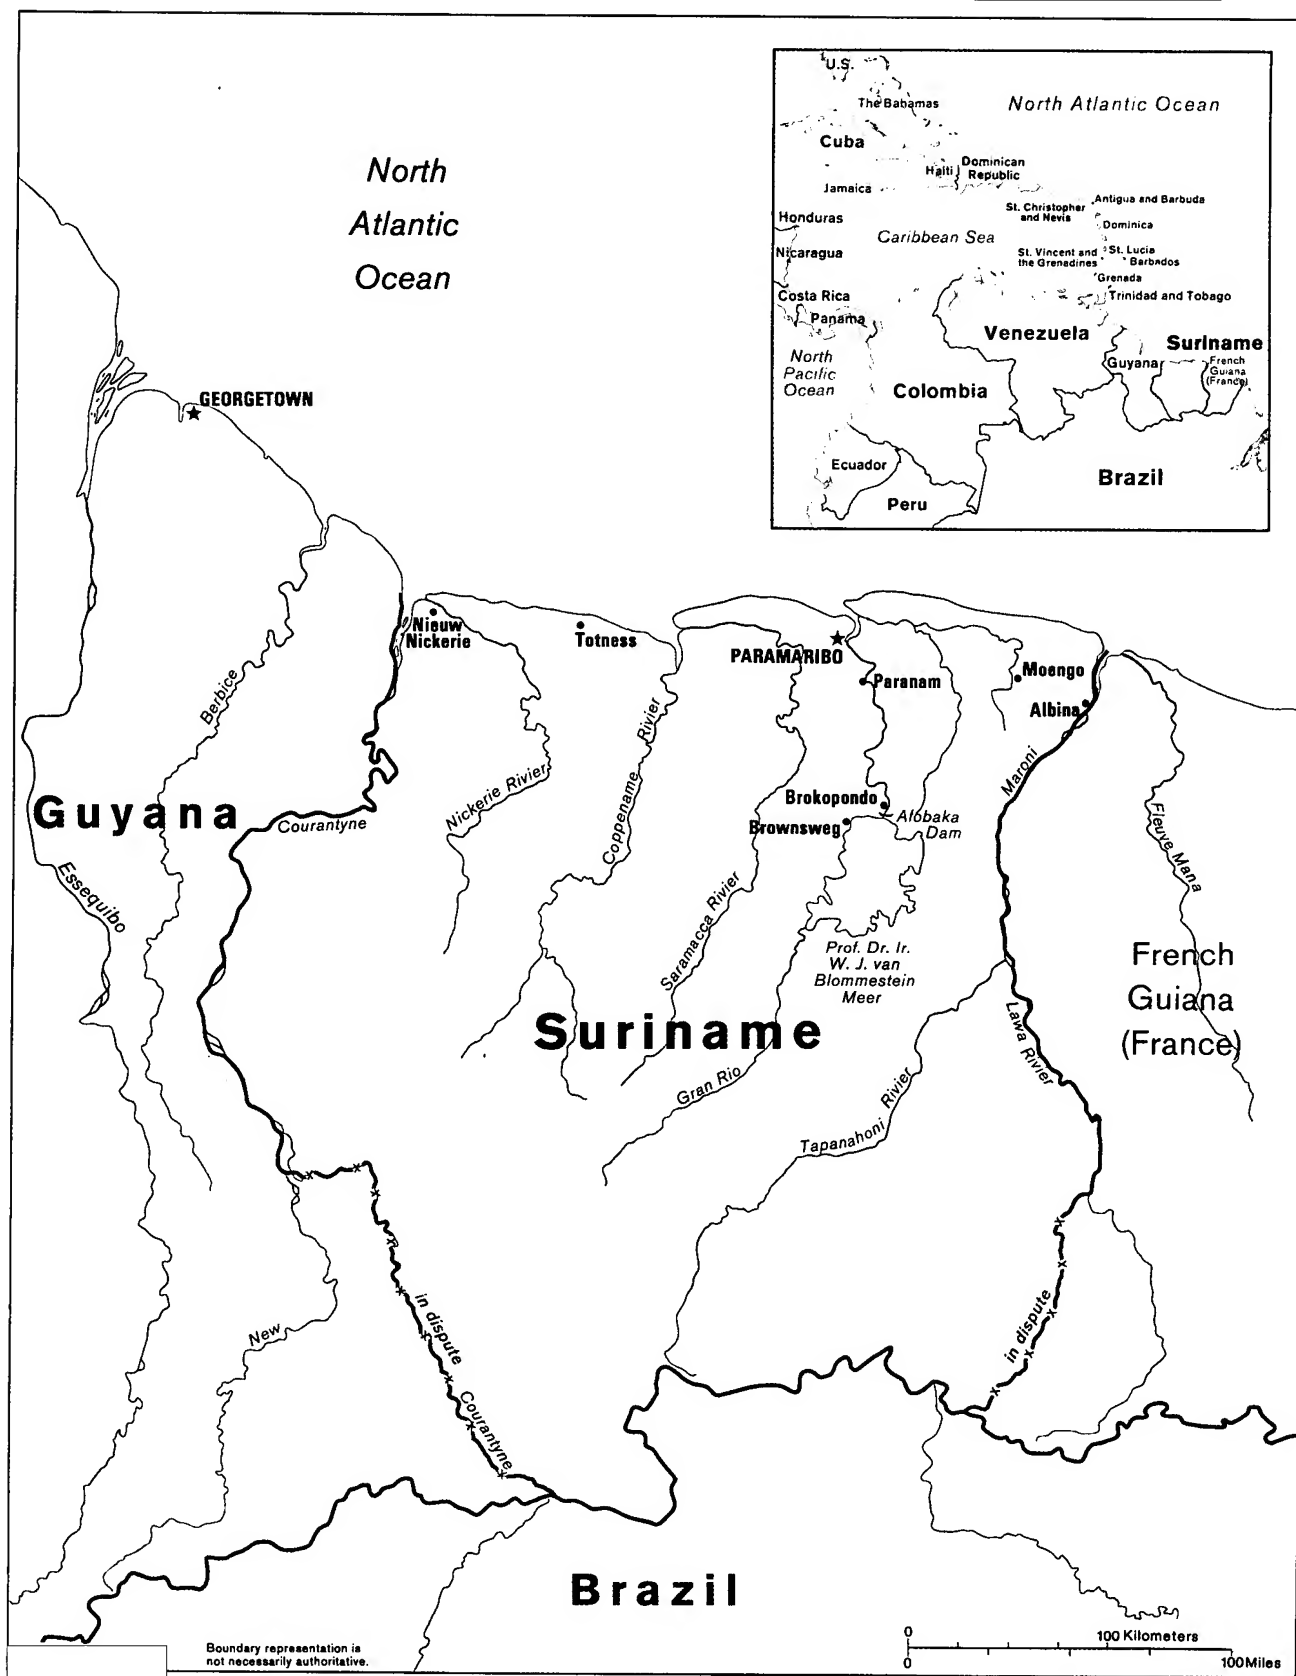 North
Atlantic
Ocean
U.S.
The Bahamas
North Atlantic Ocean
Cuba
Haiti
Dominican
Republic
Jamaica
Antigua and Barbuda
St. Christopher
and Nevis
Honduras
Dominica
Caribbean Sea
Nicaragua
St. Vincent and
the Grenadines
St. Lucia
Barbados
Grenada
Costa Rica
Trinidad and Tobago
Panama
Venezuela
Suriname
North
Pacific
Ocean
Guyana
French
Guiana
(France)
Colombia
Ecuador
Brazil
Peru
GEORGETOWN
Nieuw
Nickerie
Totness
PARAMARIBO
Paranam
Moengo
Albina
Berbice
Coppename Rivier
Nickerie Rivier
Maroni
Guyana
Courantyne
Brokopondo
Brownsweg
Afobaka
Dam
Fleuve Mana
Essequibo
Saramacca Rivier
Prof. Dr. Ir.
W. J. van
Blommestein
Meer
French
Guiana
(France)
Suriname
Lawa Rivier
Gran Rio
Tapanahoni Rivier
in dispute
New
in dispute
Courantyne
Brazil
Boundary representation is
not necessarily authoritative.
0 100 Kilometers
0 100 Miles